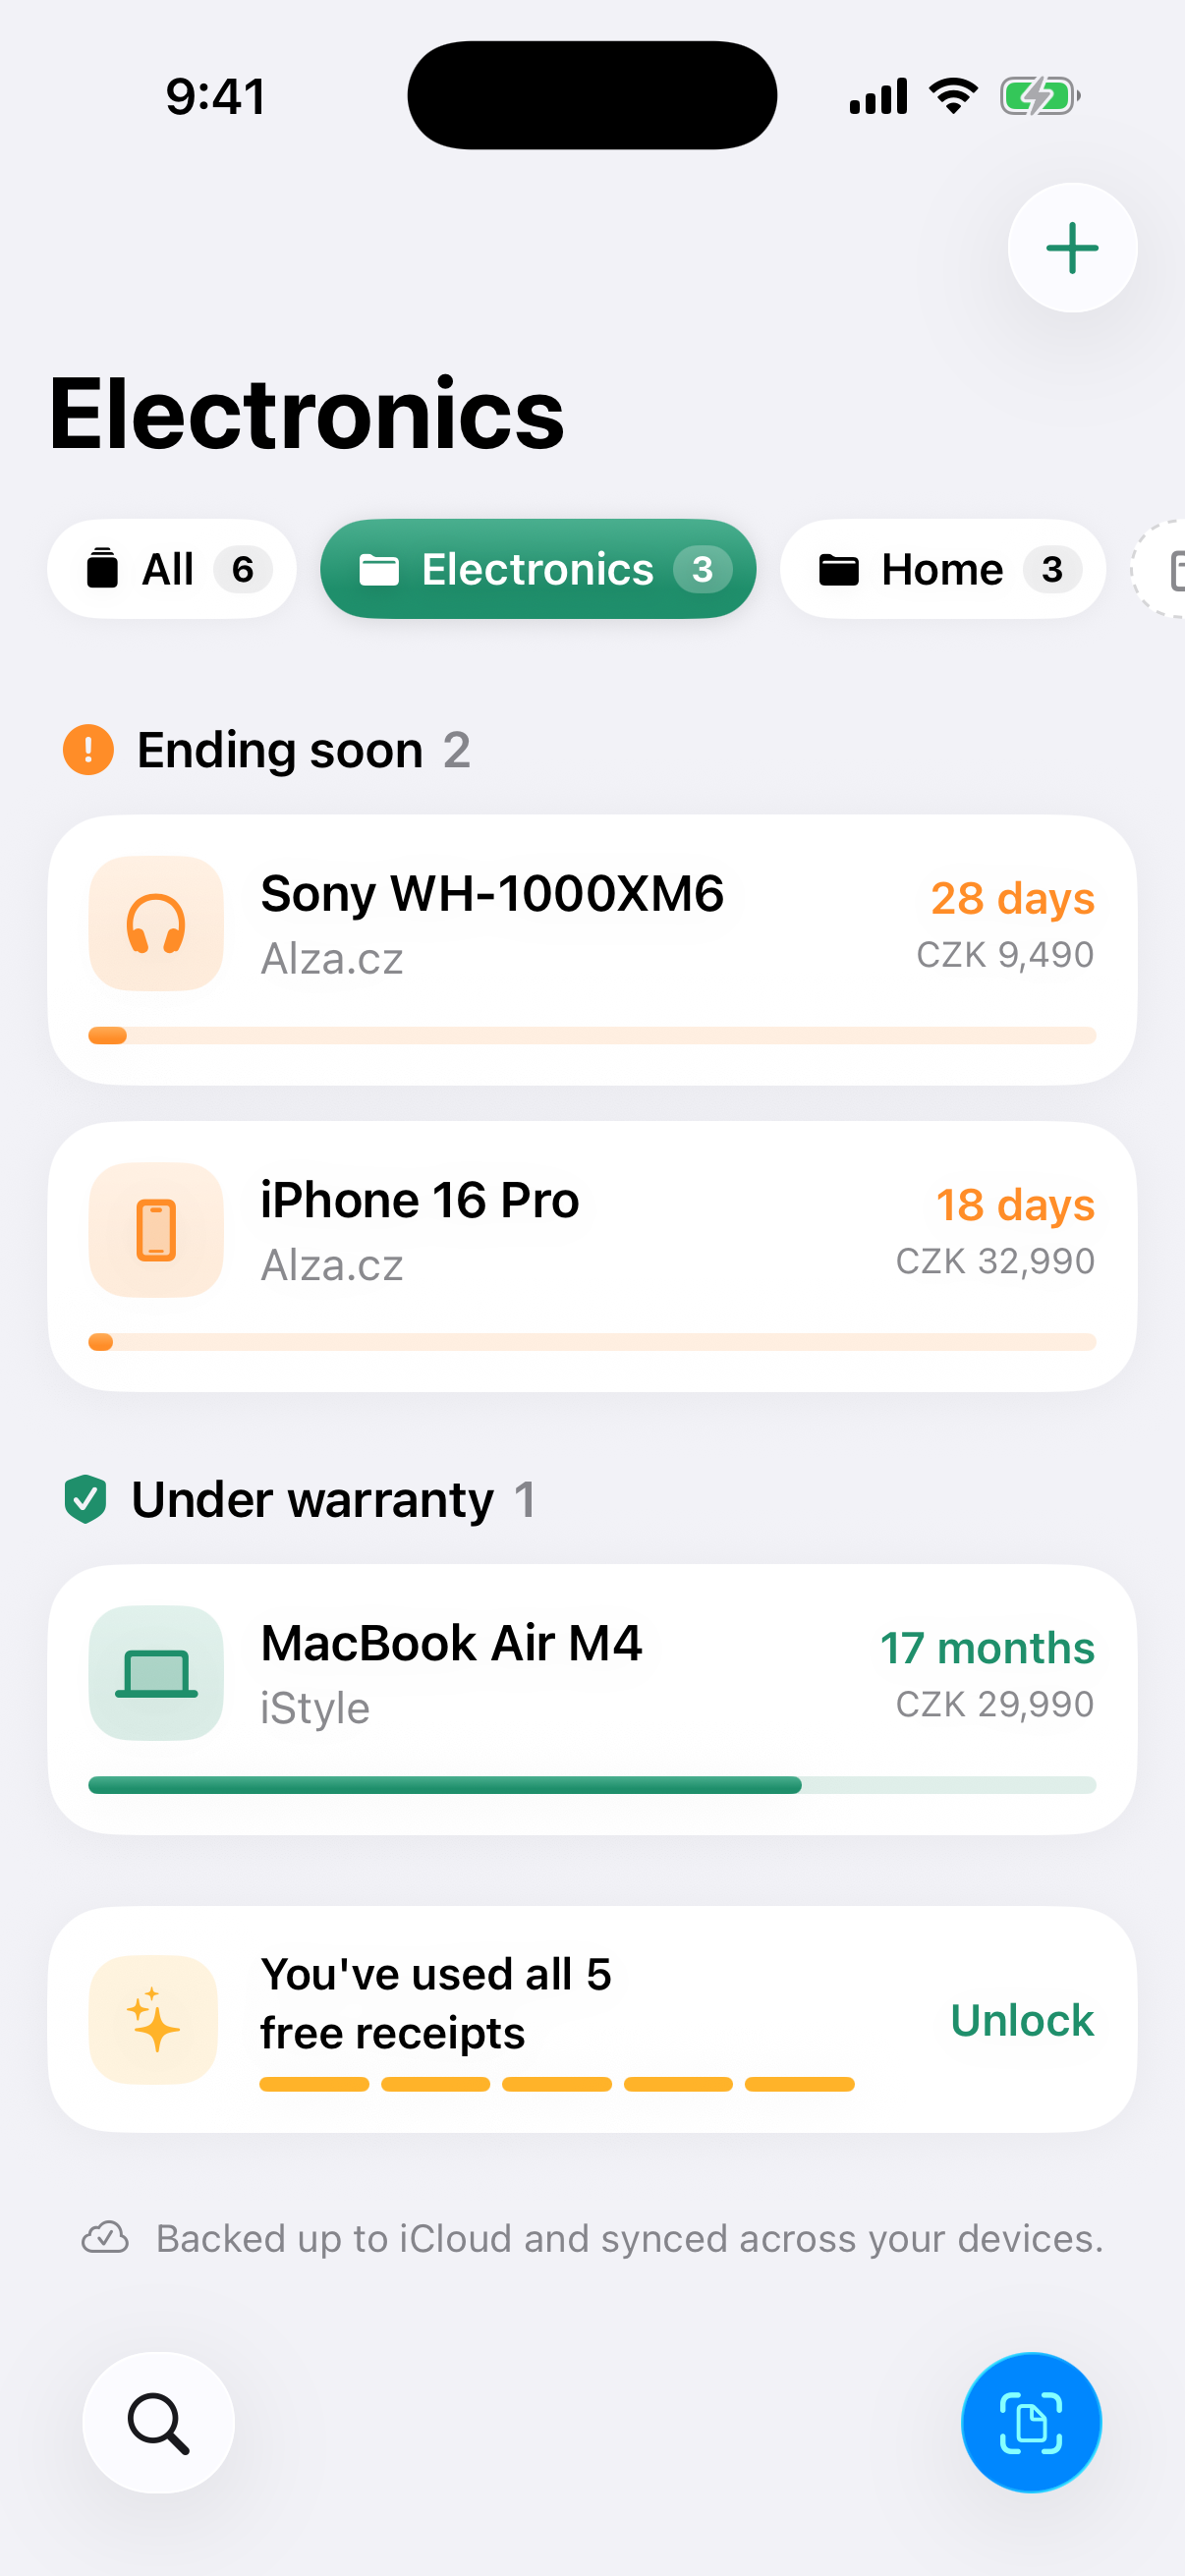 9:41
Electronics
All 6
Electronics 3
Home 3
Ending soon 2
Sony WH-1000XM6
28 days
Alza.cz
CZK 9,490
iPhone 16 Pro
18 days
Alza.cz
CZK 32,990
Under warranty 1
MacBook Air M4
17 months
iStyle
CZK 29,990
You've used all 5
free receipts
Unlock
Backed up to iCloud and synced across your devices.